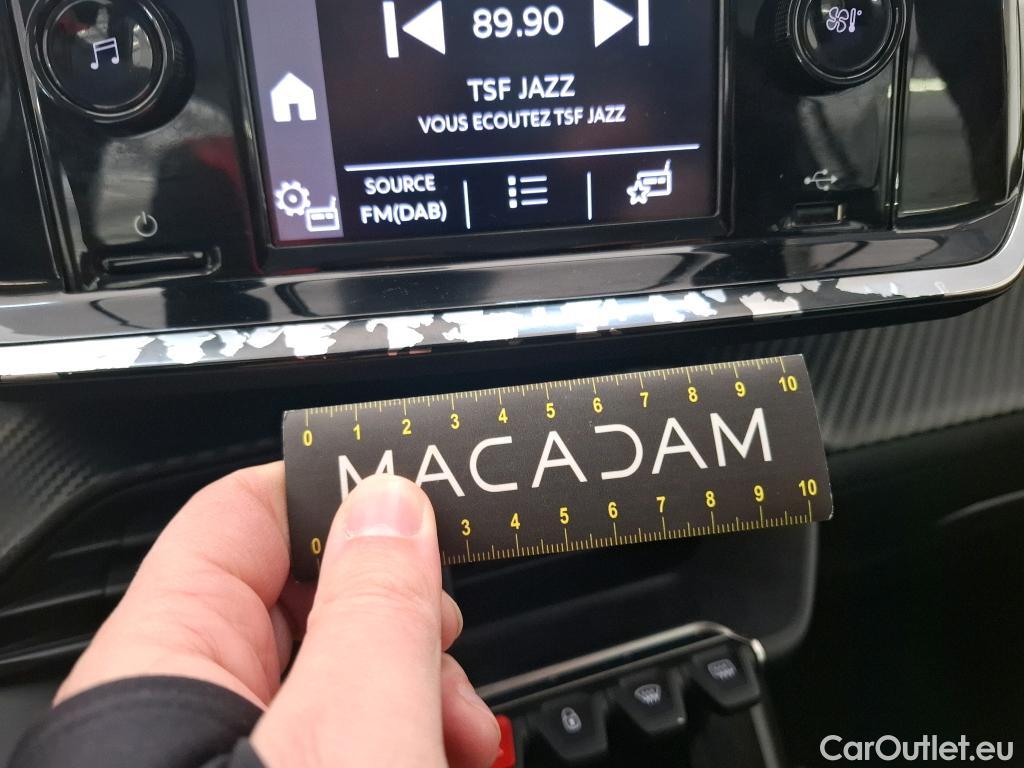 89.90
TSF JAZZ
VOUS ECOUTEZ TSF JAZZ
SOURCE
FM(DAB)
0 1 2 3 4 5 6 7 8 9 10
MACADAM
0 3 4 5 6 7 8 9 10
CarOutlet.eu